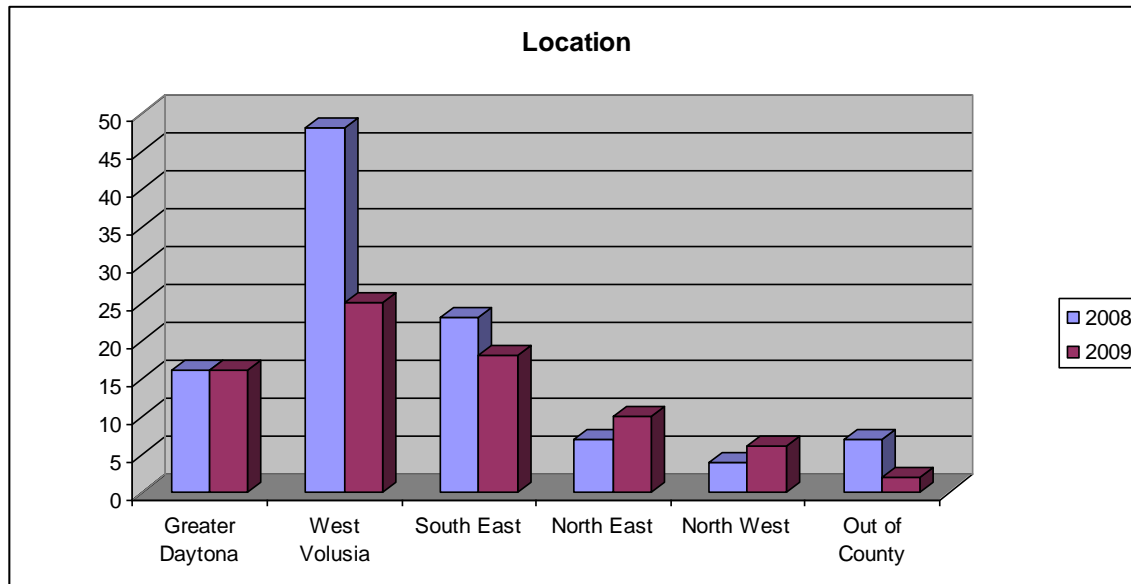 Location
50
45
40
35
30
25
20
15
10
5
0
Greater
Daytona
West
Volusia
South East
North East
North West
Out of
County
2008
2009